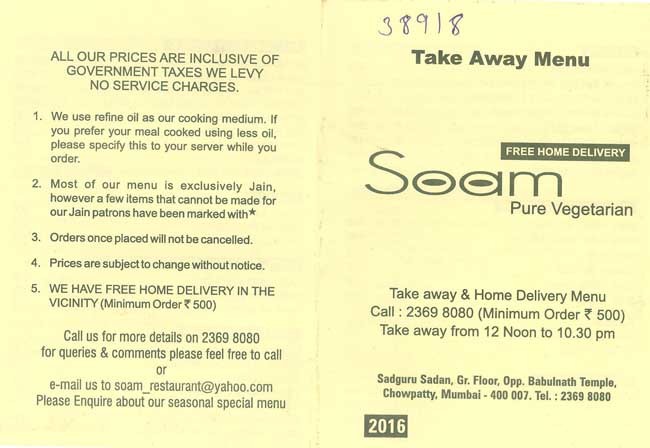 ALL OUR PRICES ARE INCLUSIVE OF
GOVERNMENT TAXES WE LEVY
NO SERVICE CHARGES.
1. We use refine oil as our cooking medium. If
you prefer your meal cooked using less oil,
please specify this to your server while you
order.
2. Most of our menu is exclusively Jain,
however a few items that cannot be made for
our Jain patrons have been marked with★
3. Orders once placed will not be cancelled.
4. Prices are subject to change without notice.
5. WE HAVE FREE HOME DELIVERY IN THE
VICINITY (Minimum Order ₹ 500)
Call us for more details on 2369 8080
for queries & comments please feel free to call
or
e-mail us to soam_restaurant@yahoo.com
Please Enquire about our seasonal special menu
38918
Take Away Menu
FREE HOME DELIVERY
Soam
Pure Vegetarian
Take away & Home Delivery Menu
Call : 2369 8080 (Minimum Order ₹ 500)
Take away from 12 Noon to 10.30 pm
Sadguru Sadan, Gr. Floor, Opp. Babulnath Temple,
Chowpatty, Mumbai - 400 007. Tel. : 2369 8080
2016